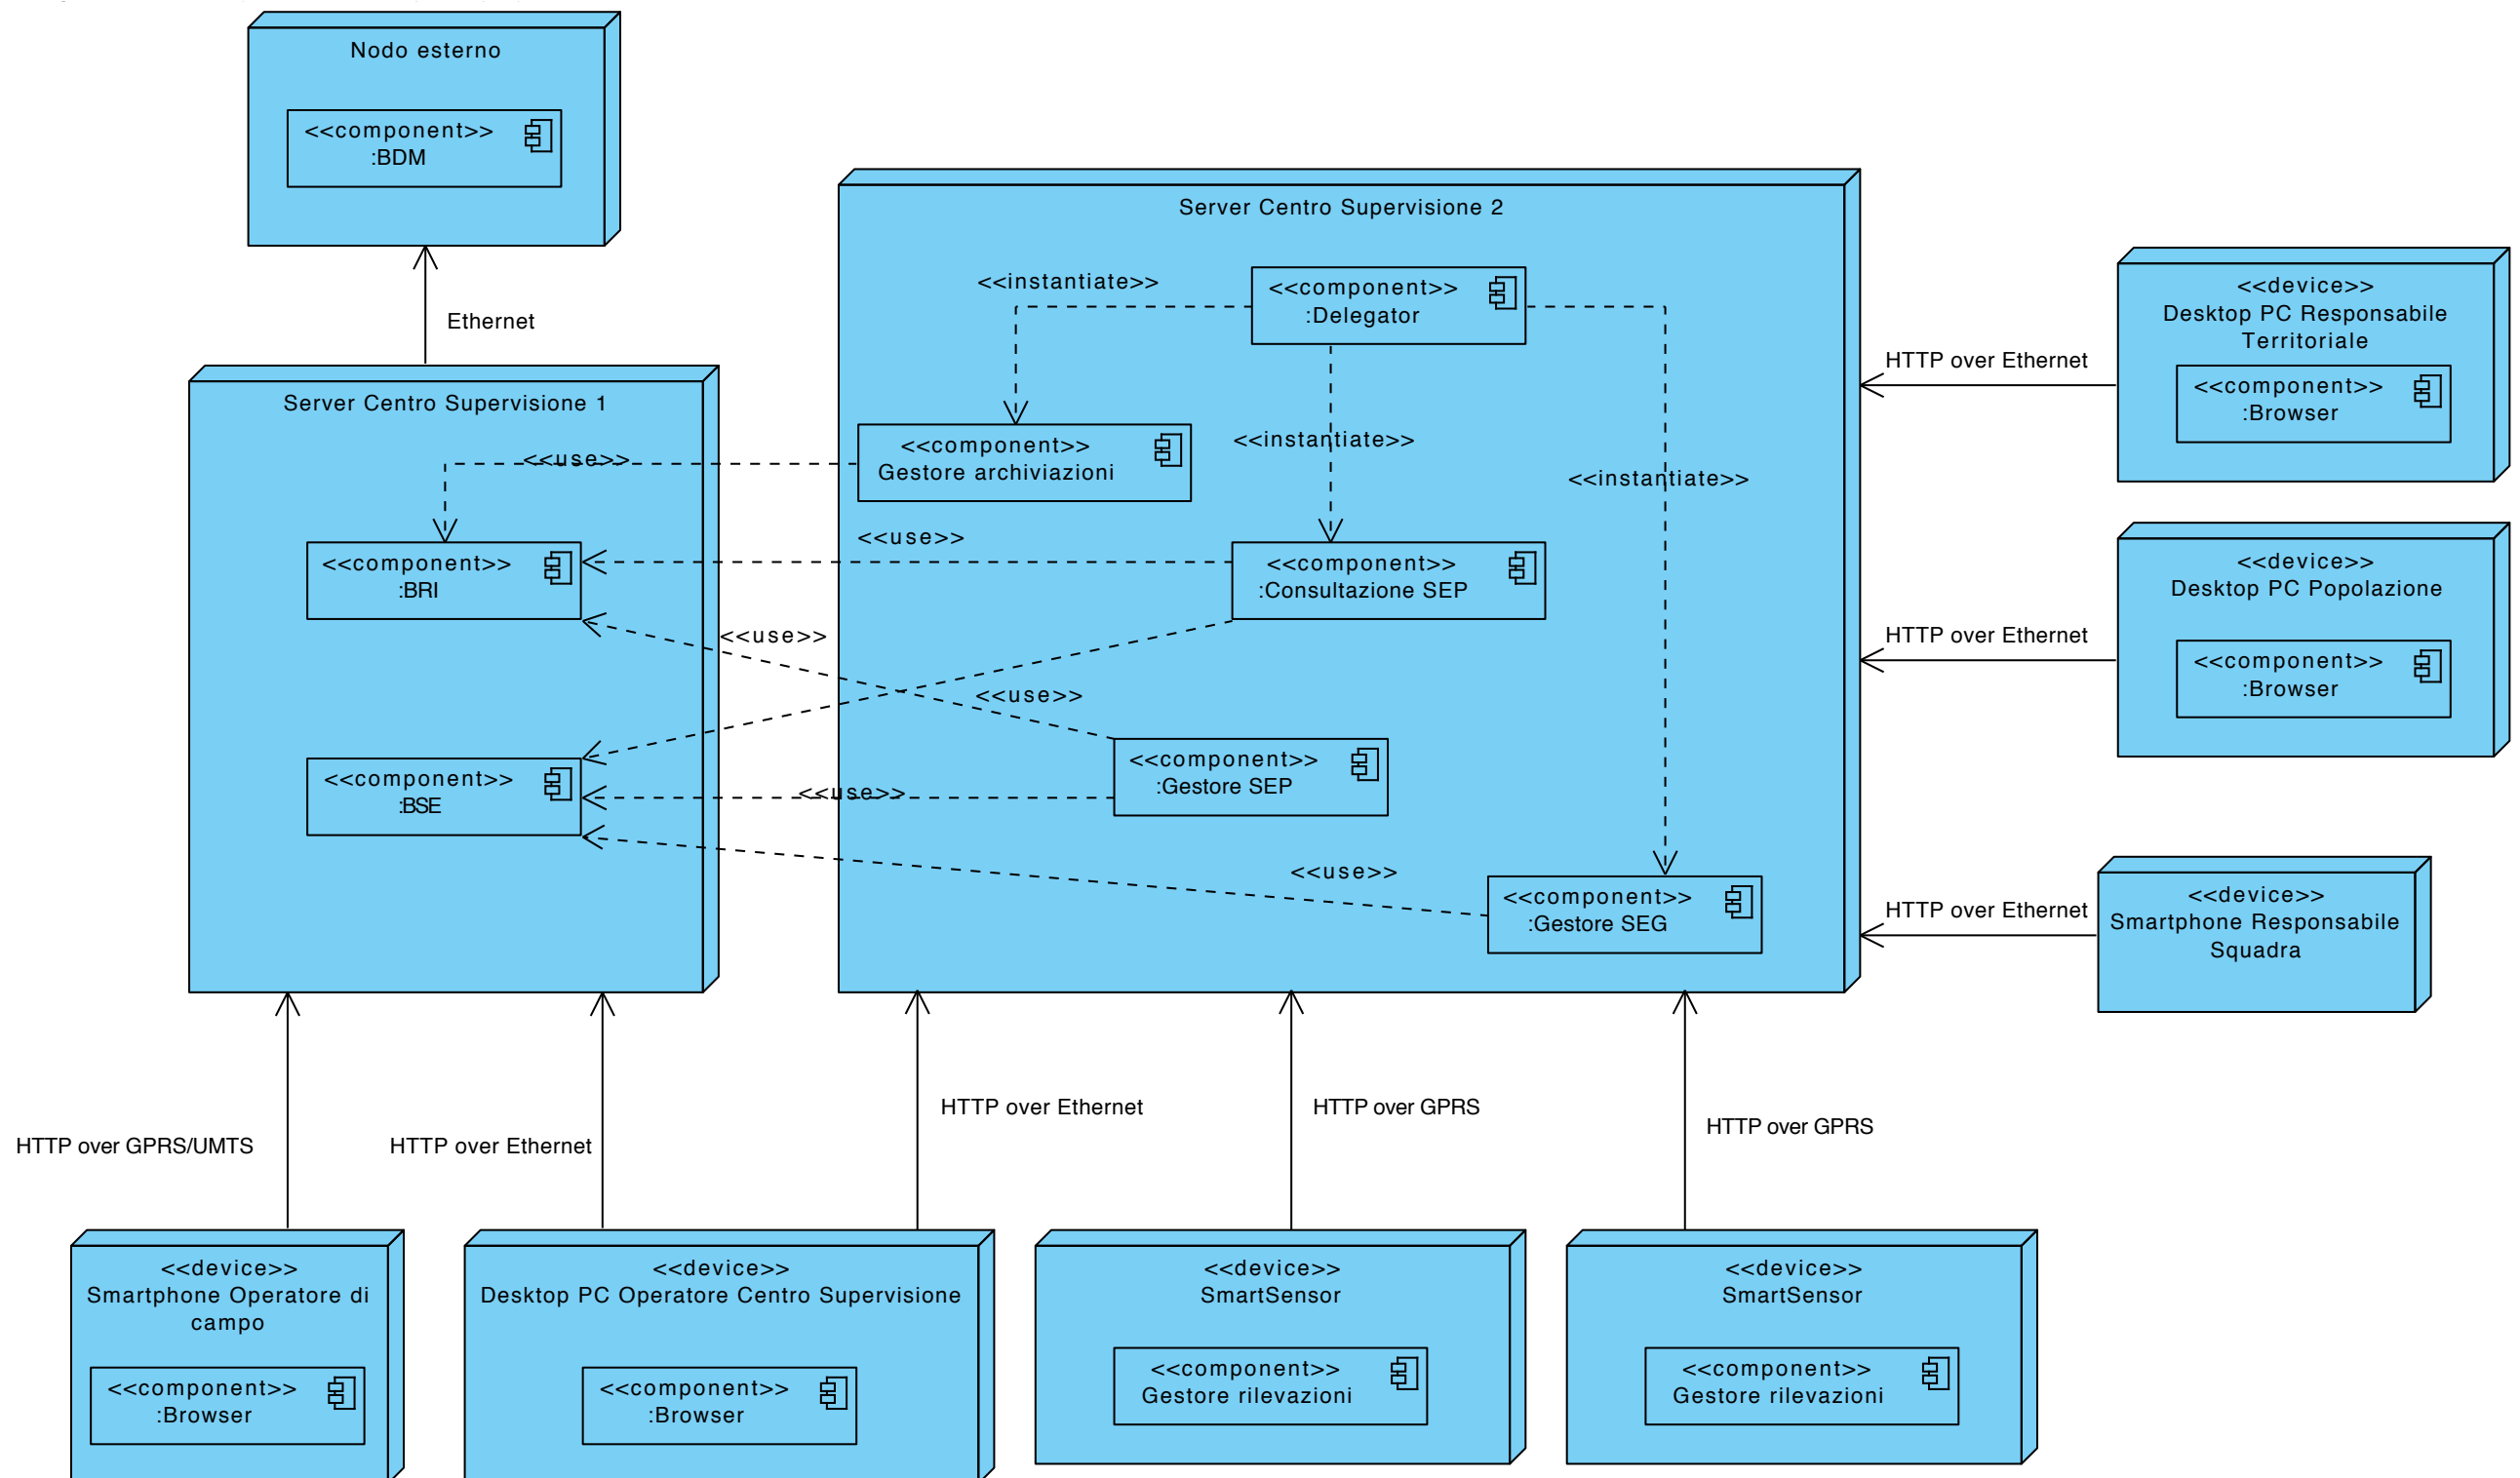 Nodo esterno
<<component>>
:BDM
Ethernet
Server Centro Supervisione 1
<<component>>
:BRI
<<component>>
:BSE
Server Centro Supervisione 2
<<instantiate>>
<<component>>
:Delegator
<<use>>
<<component>>
Gestore archiviazioni
<<instantiate>>
<<instantiate>>
<<use>>
<<component>>
:Consultazione SEP
<<use>>
<<use>>
<<component>>
:Gestore SEP
<<use>>
<<use>>
<<component>>
:Gestore SEG
HTTP over Ethernet
<<device>>
Desktop PC Responsabile
Territoriale
<<component>>
:Browser
HTTP over Ethernet
<<device>>
Desktop PC Popolazione
<<component>>
:Browser
HTTP over Ethernet
<<device>>
Smartphone Responsabile
Squadra
HTTP over GPRS/UMTS
HTTP over Ethernet
HTTP over Ethernet
HTTP over GPRS
HTTP over GPRS
<<device>>
Smartphone Operatore di
campo
<<component>>
:Browser
<<device>>
Desktop PC Operatore Centro Supervisione
<<component>>
:Browser
<<device>>
SmartSensor
<<component>>
Gestore rilevazioni
<<device>>
SmartSensor
<<component>>
Gestore rilevazioni